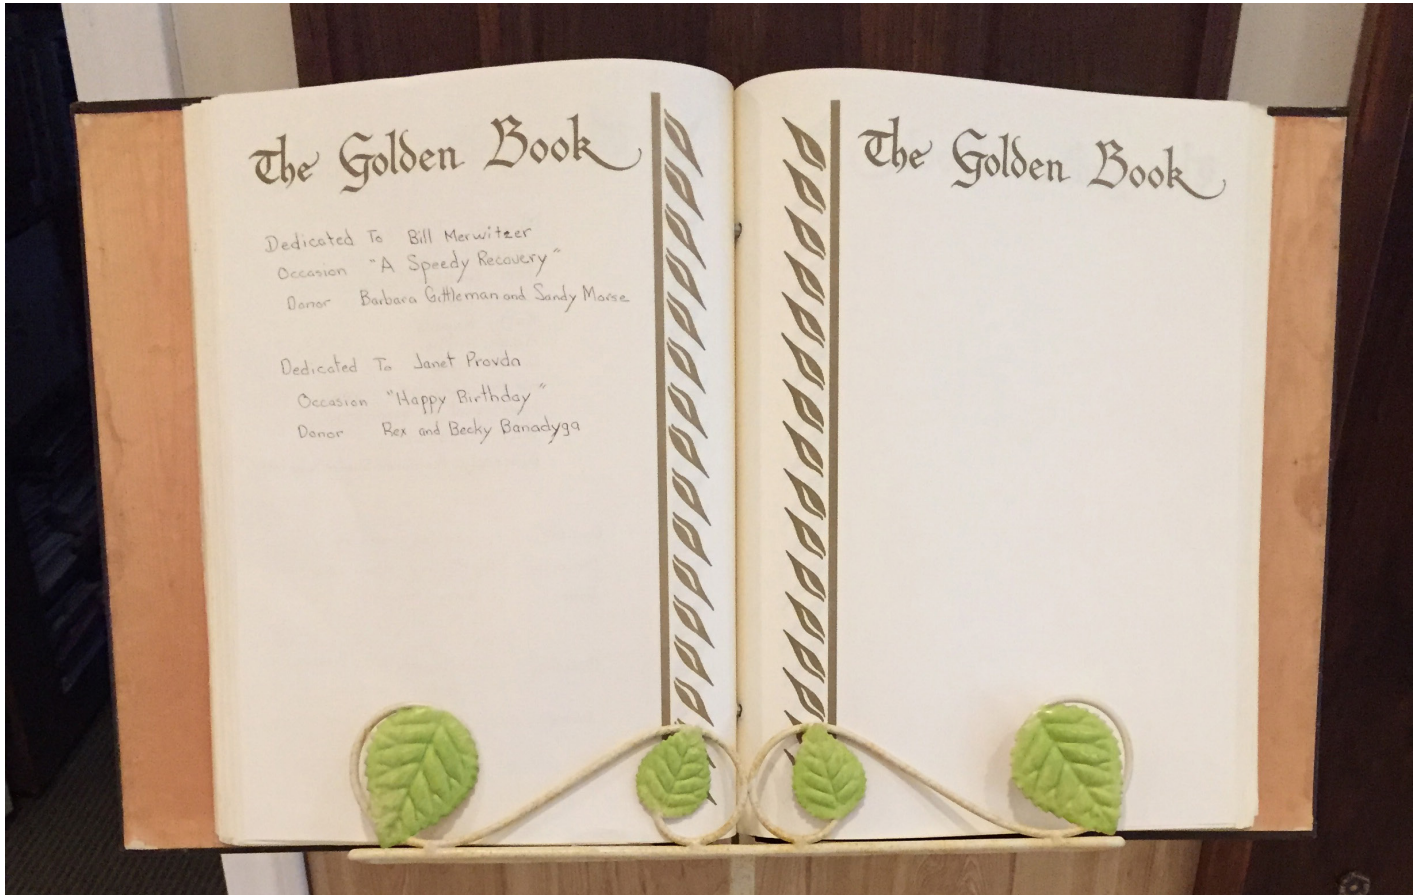 The Golden Book
Dedicated To Bill Merwitzer
Occasion "A Speedy Recovery"
Donor Barbara Gittleman and Sandy Morse
Dedicated To Janet Provda
Occasion "Happy Birthday"
Donor Rex and Becky Banadyga
The Golden Book